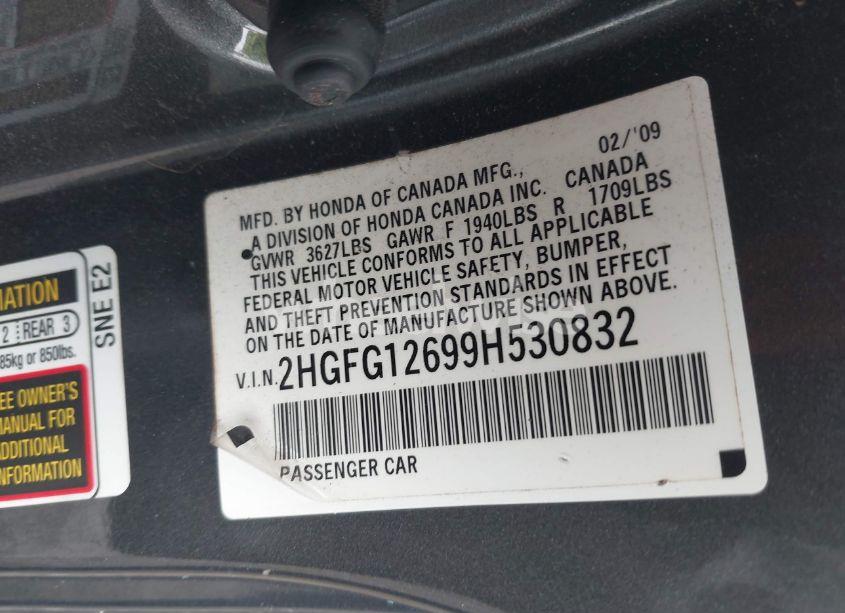 02/'09
MFD. BY HONDA OF CANADA MFG.,
A DIVISION OF HONDA CANADA INC. CANADA
GVWR 3627LBS GAWR F 1940LBS R 1709LBS
THIS VEHICLE CONFORMS TO ALL APPLICABLE
FEDERAL MOTOR VEHICLE SAFETY, BUMPER,
AND THEFT PREVENTION STANDARDS IN EFFECT
ON THE DATE OF MANUFACTURE SHOWN ABOVE.
V.I.N. 2HGFG12699H530832
PASSENGER CAR
MATION
2 REAR 3
85kg or 850lbs.
EE OWNER'S
MANUAL FOR
ADDITIONAL
INFORMATION
SNE E2